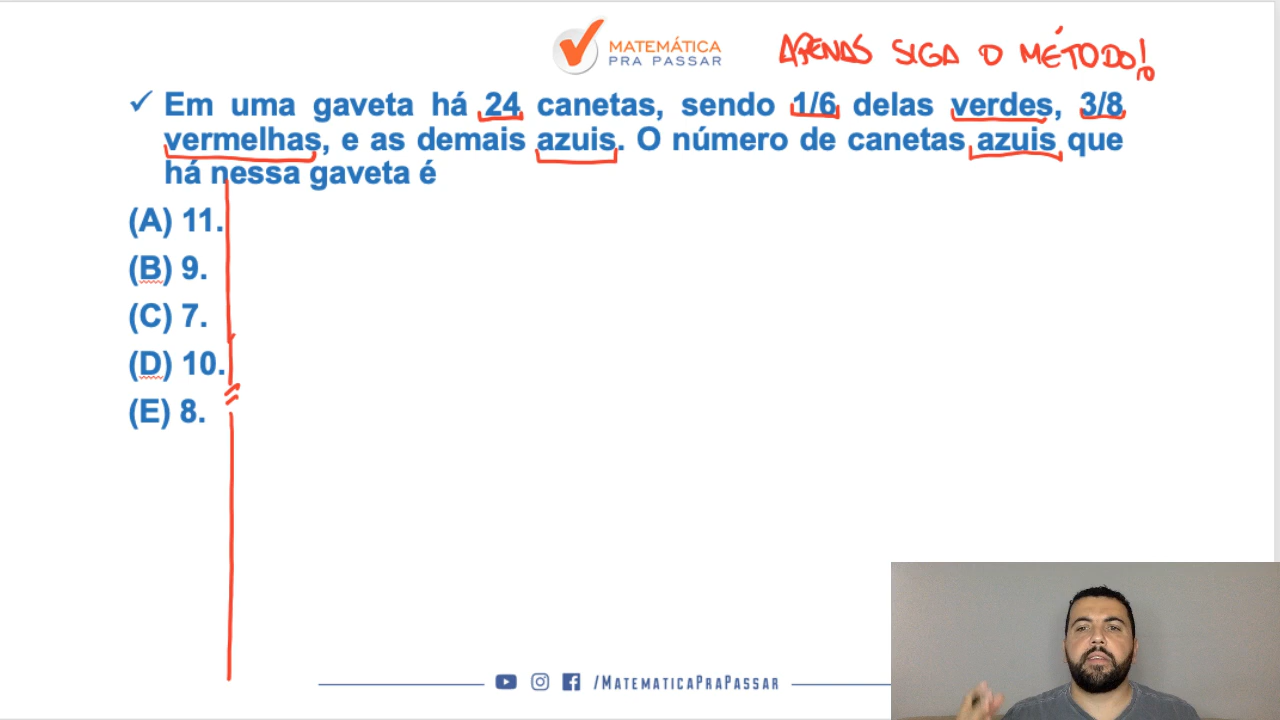 MATEMÁTICA
PRA PASSAR
APENAS SIGA O MÉTODO!
✓ Em uma gaveta há 24 canetas, sendo 1/6 delas verdes, 3/8
vermelhas, e as demais azuis. O número de canetas azuis que
há nessa gaveta é
(A) 11.
(B) 9.
(C) 7.
(D) 10.
(E) 8.
/MATEMATICAPRAPASSAR